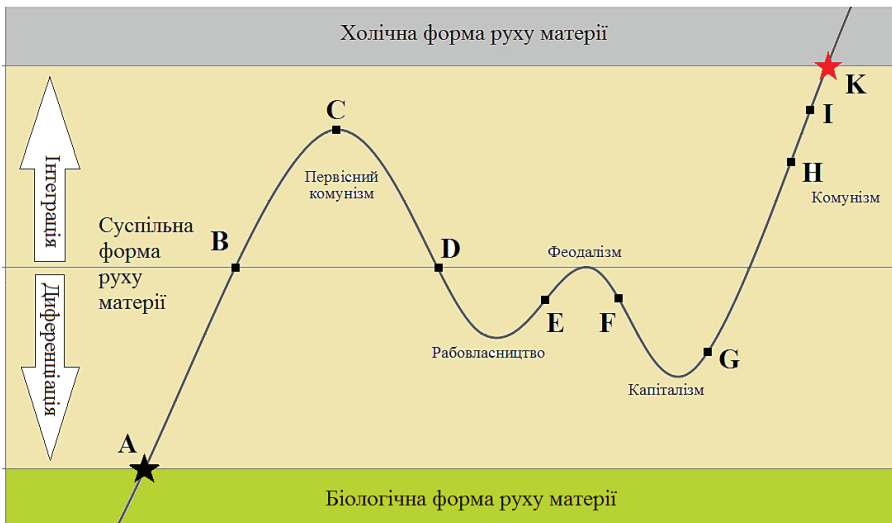 Холічна форма руху матерії
K
I
C
Інтеграція
H
Первісний
комунізм
Комунізм
Суспільна
форма
руху
матерії
B
D
Феодалізм
E
F
Рабовласництво
G
Диференціація
Капіталізм
A
Біологічна форма руху матерії